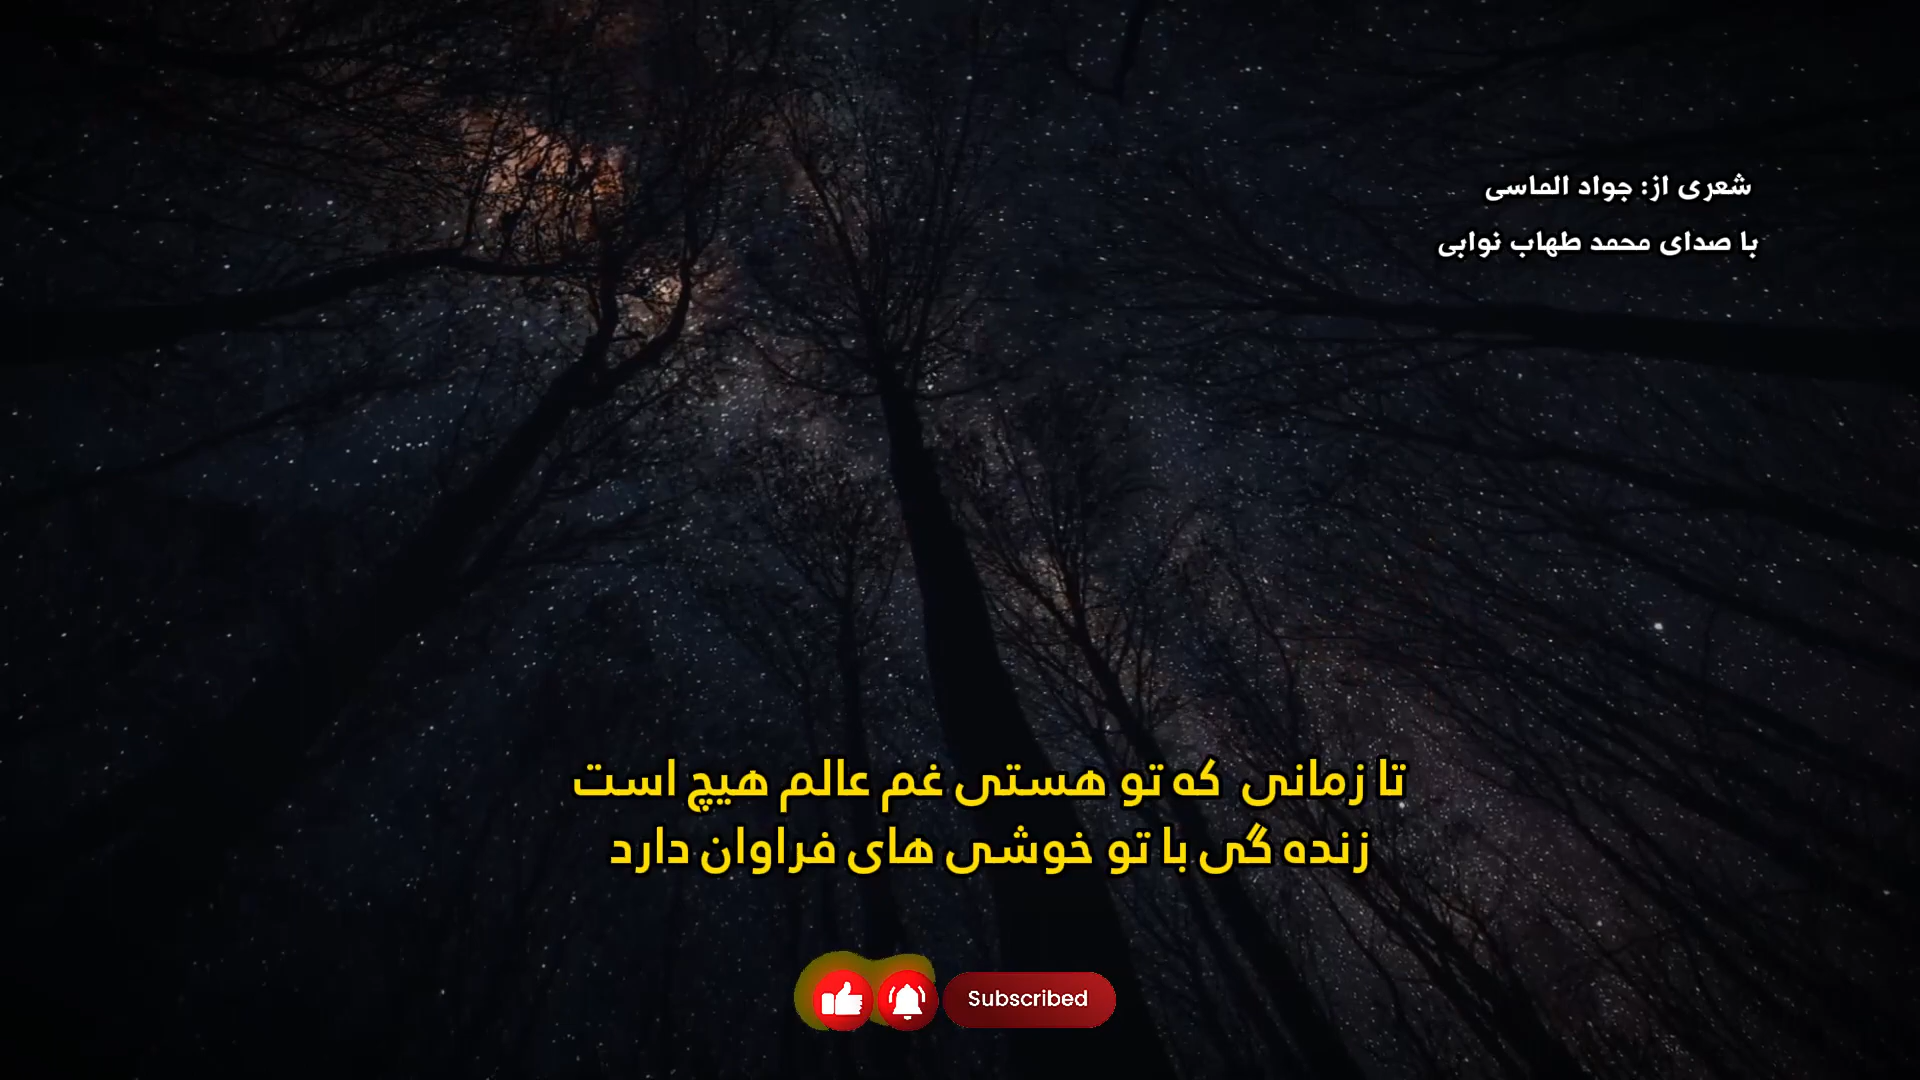 شعری از: جواد الماسی
با صدای محمد طهاب نوابی
تا زمانی که تو هستی غم عالم هیچ است
زنده گی با تو خوشی های فراوان دارد
Subscribed